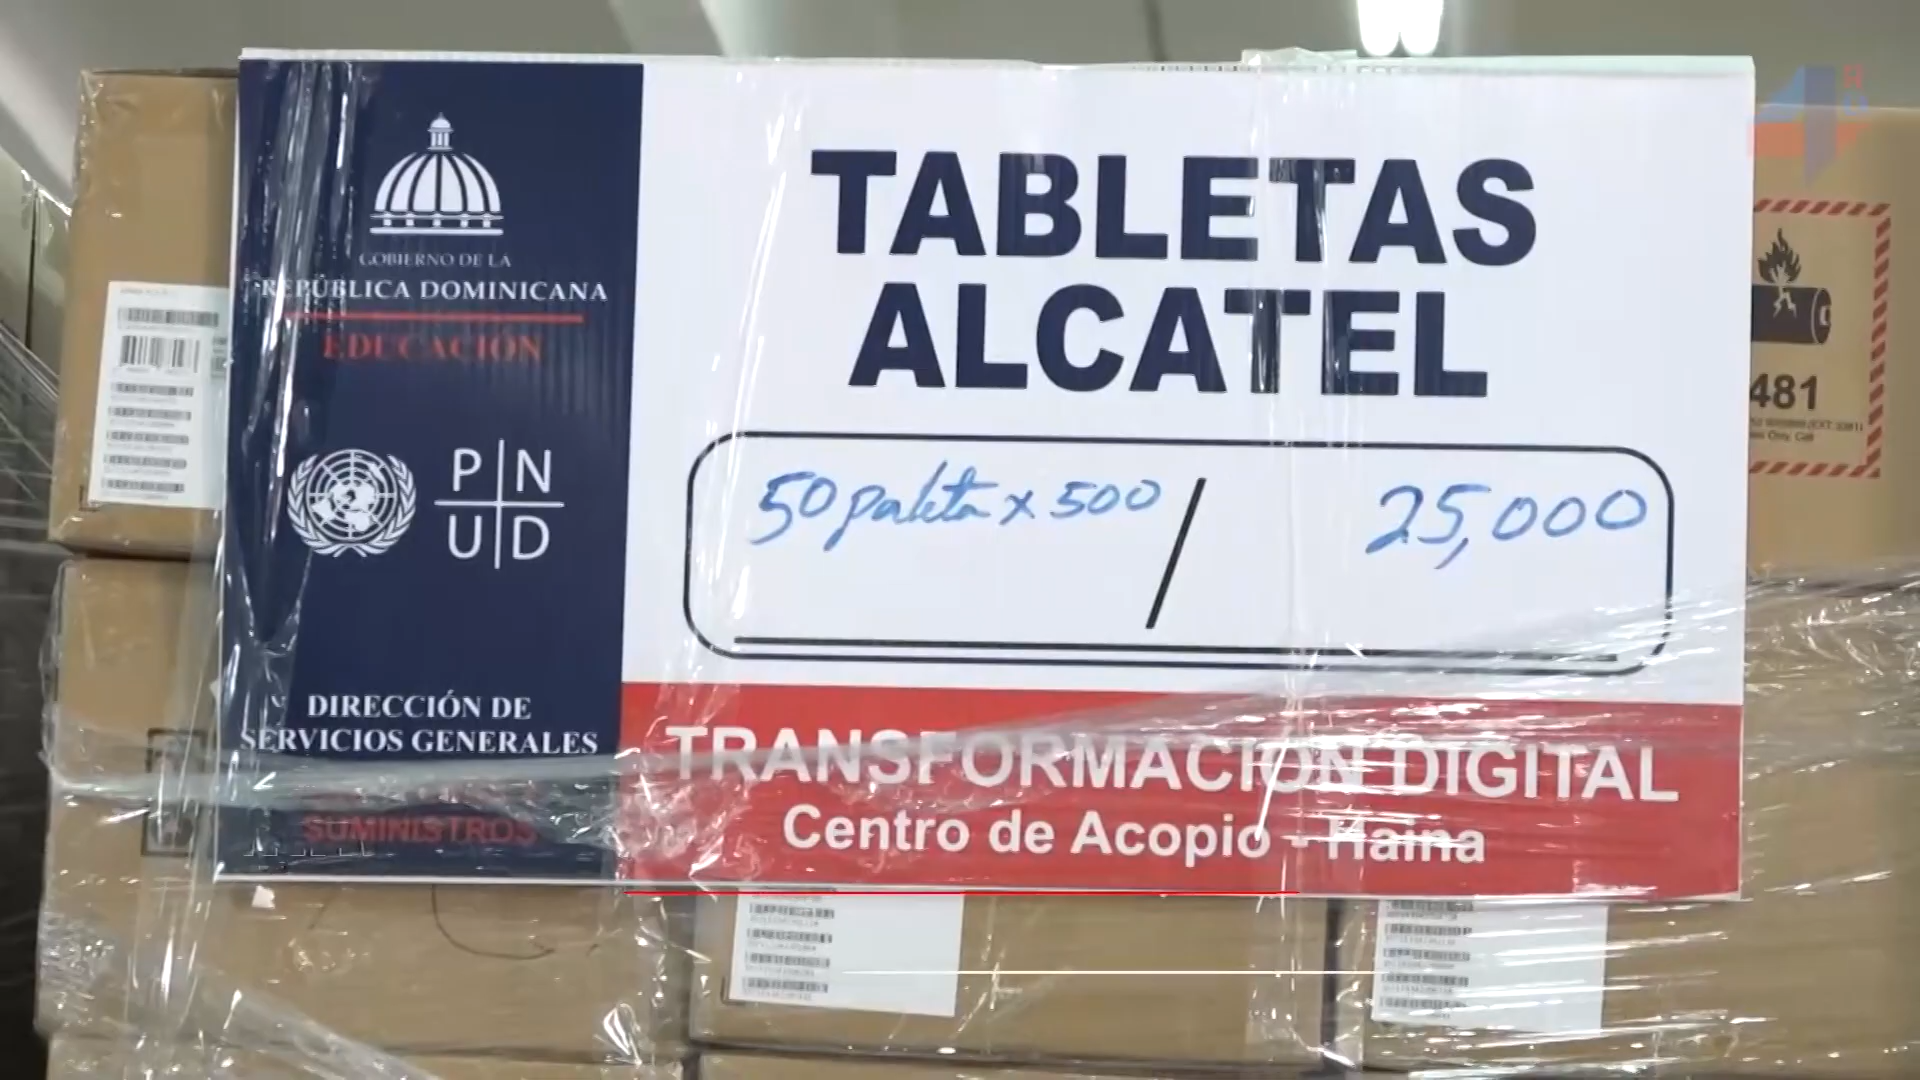 GOBIERNO DE LA
REPÚBLICA DOMINICANA
EDUCACIÓN
P N
U D
DIRECCIÓN DE
SERVICIOS GENERALES
SUMINISTROS
TABLETAS
ALCATEL
50 paleta x 500 / 25,000
TRANSFORMACIÓN DIGITAL
Centro de Acopio - Haina
481